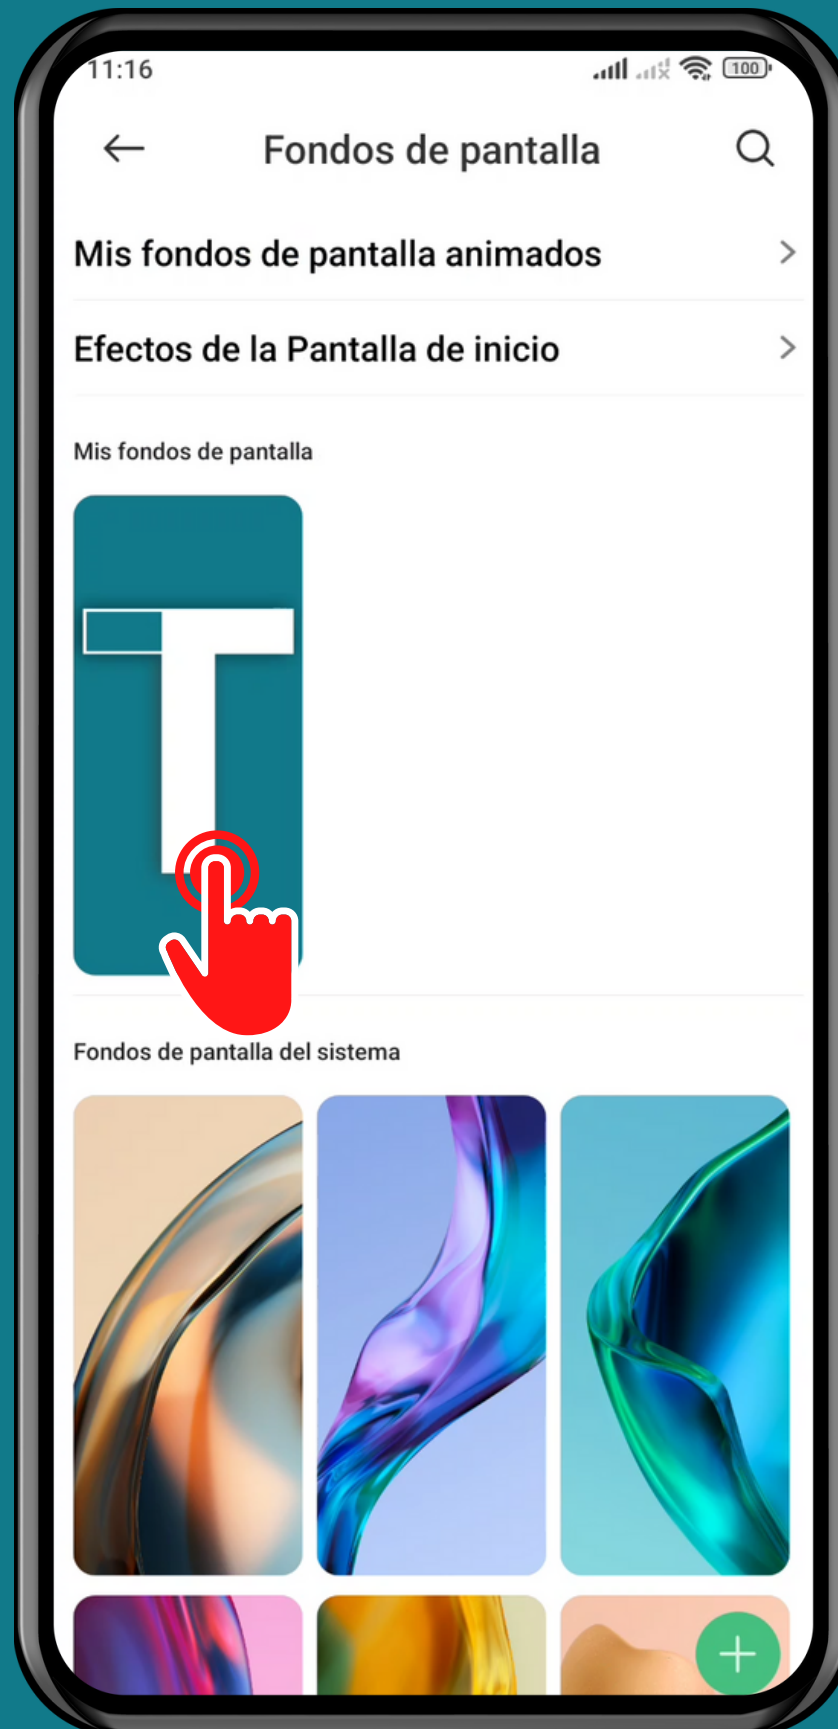 11:16
100
Fondos de pantalla
Mis fondos de pantalla animados
Efectos de la Pantalla de inicio
Mis fondos de pantalla
T
Fondos de pantalla del sistema